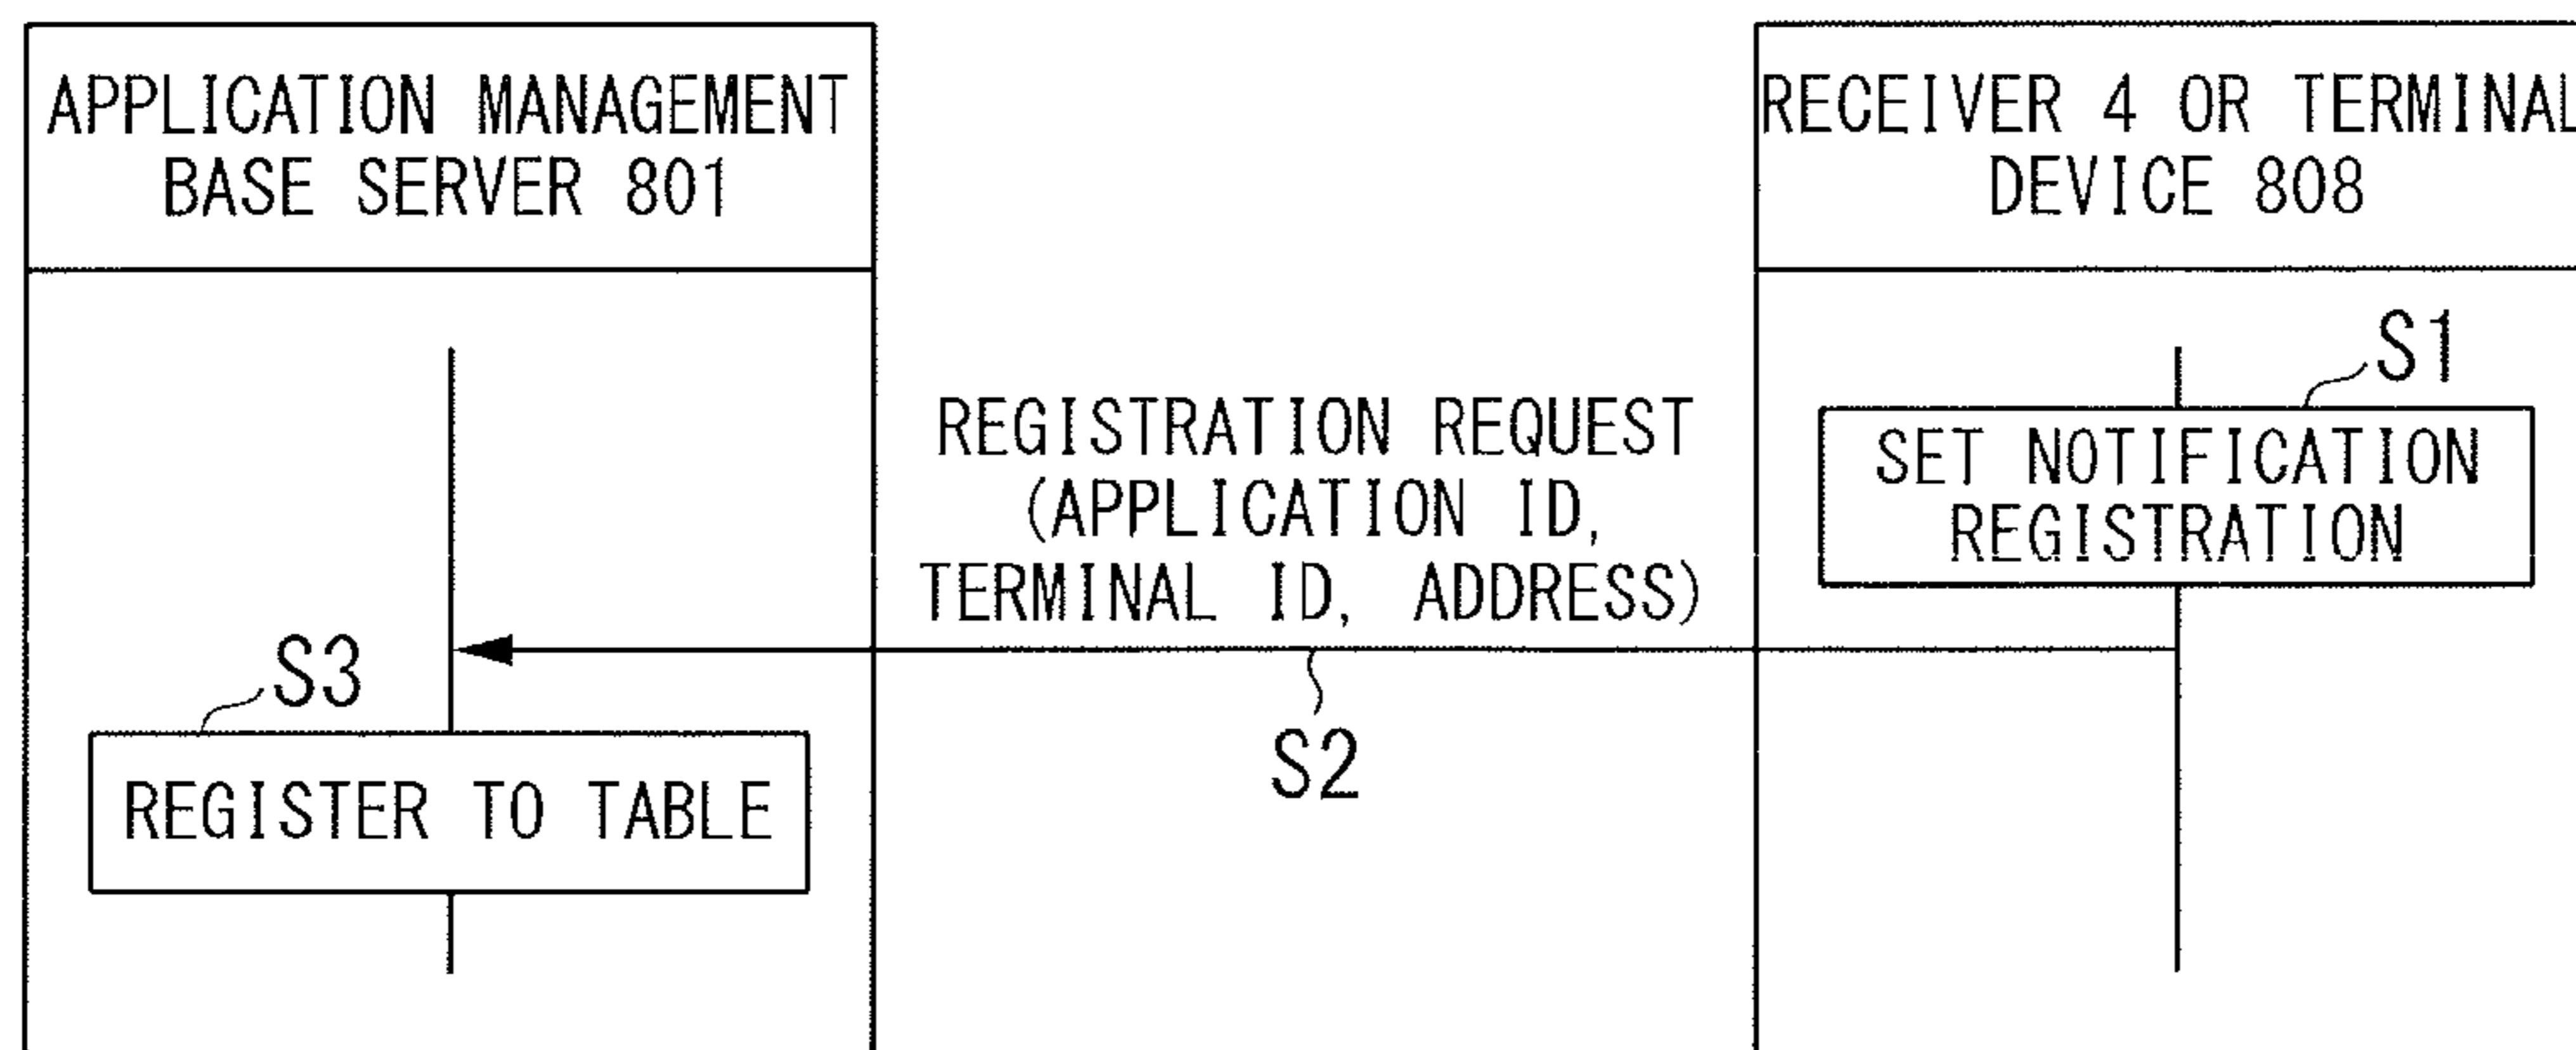 APPLICATION MANAGEMENT
BASE SERVER 801
RECEIVER 4 OR TERMINAL
DEVICE 808
S1
SET NOTIFICATION
REGISTRATION
REGISTRATION REQUEST
(APPLICATION ID,
TERMINAL ID, ADDRESS)
S2
S3
REGISTER TO TABLE